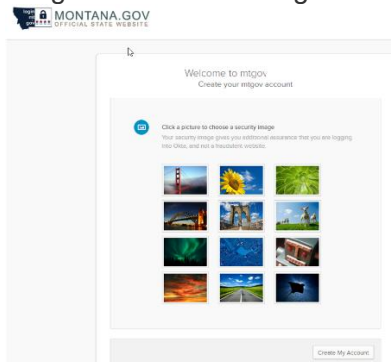 MONTANA.GOV
OFFICIAL STATE WEBSITE
Welcome to mtgov
Create your mtgov account
Click a picture to choose a security image
Your security image gives you additional assurance that you are logging
into Okta, and not a fraudulent website.
Create My Account